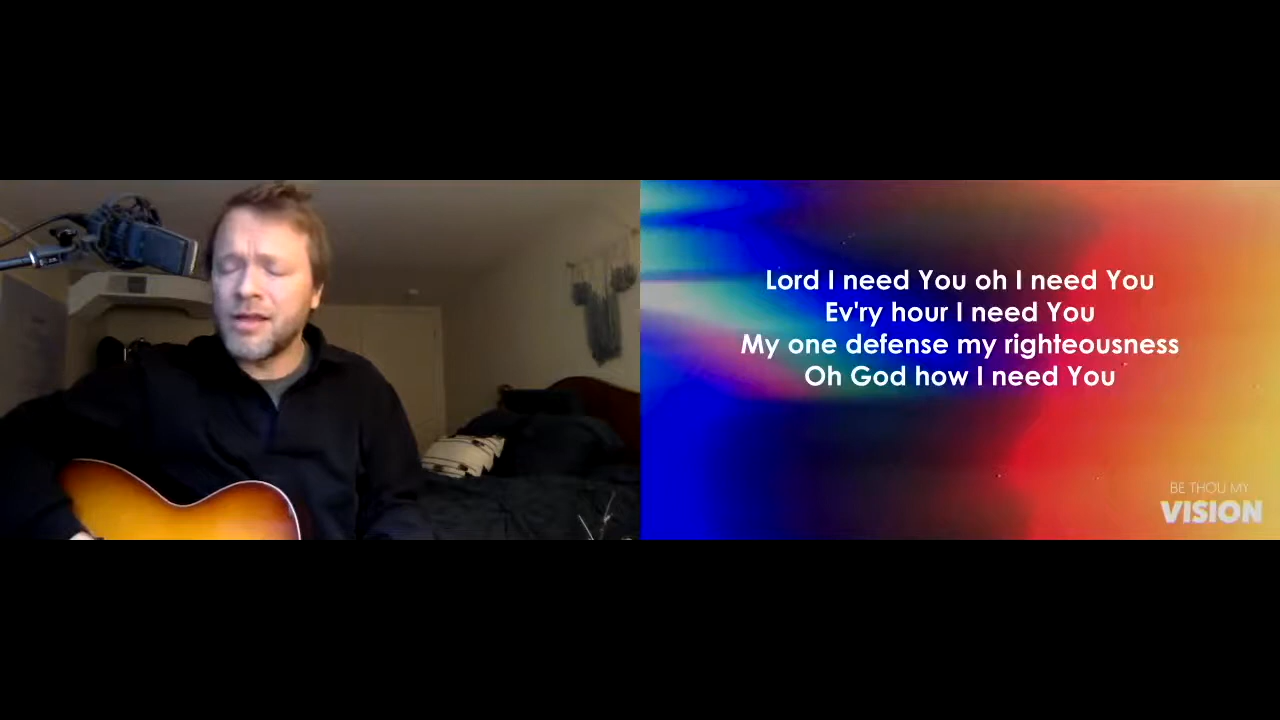 Lord I need You oh I need You
Ev'ry hour I need You
My one defense my righteousness
Oh God how I need You
BE THOU MY
VISION